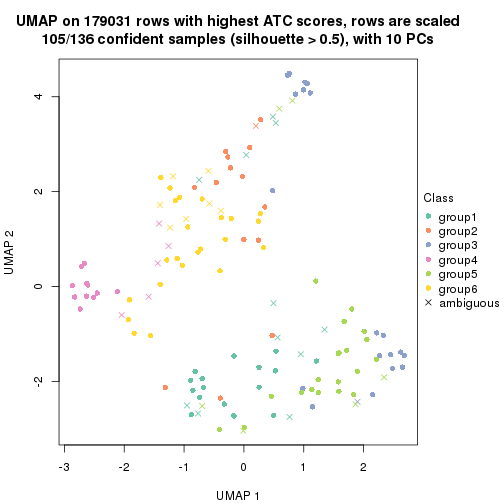 UMAP on 179031 rows with highest ATC scores, rows are scaled
105/136 confident samples (silhouette > 0.5), with 10 PCs
4
2
0
-2
UMAP 2
-3
-2
-1
0
1
2
UMAP 1
Class
group1
group2
group3
group4
group5
group6
ambiguous